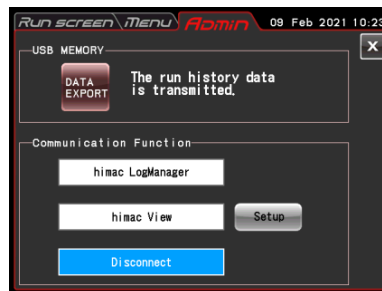 Run screen Menu Admin 09 Feb 2021 10:23
USB MEMORY
X
DATA
EXPORT
The run history data
is transmitted.
Communication Function
himac LogManager
himac View
Setup
Disconnect